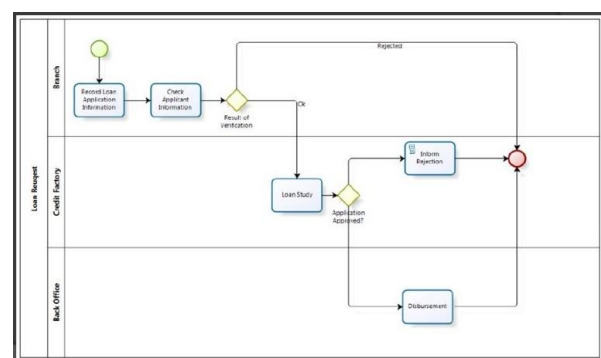 Loan Reuqest
Branch
Record Loan
Application
Information
Check
Applicant
Information
Result of
Verification
Rejected
Ok
Credit Factory
Loan Study
Application
Approved?
Inform
Rejection
Back Office
Disbursement